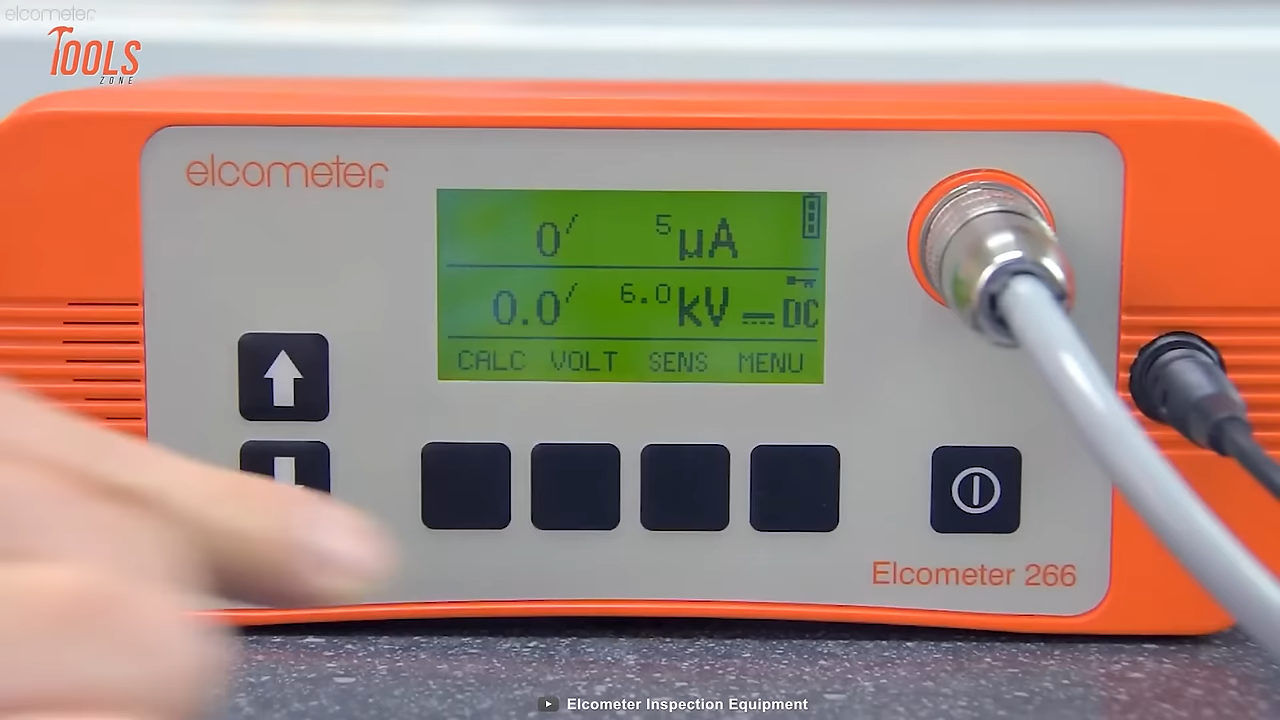 elcometer
TOOLS
ZONE
elcometer
0/ 5 µA
0.0/ 6.0 kV DC
CALC VOLT SENS MENU
Elcometer 266
Elcometer Inspection Equipment